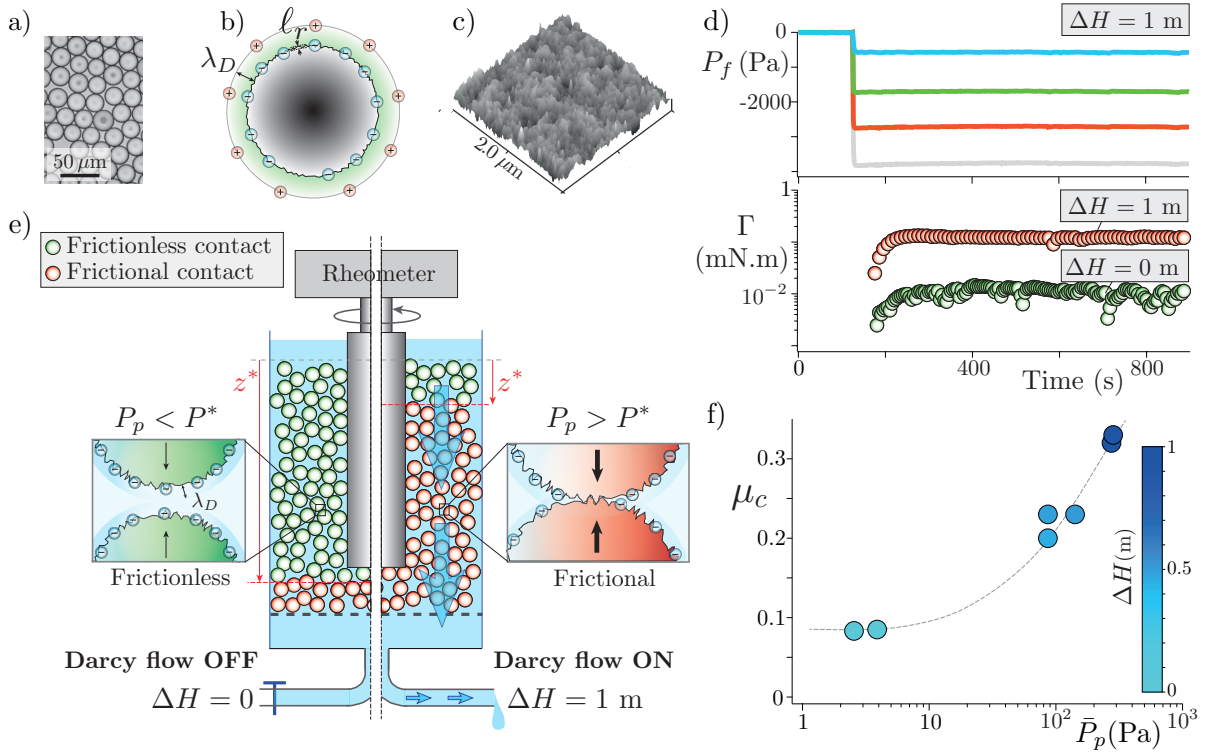 a)
50 μm
b)
ℓr
λD
c)
2.0 μm
d)
ΔH = 1 m
0
Pf (Pa)
-2000
1
ΔH = 1 m
Γ
(mN.m)
ΔH = 0 m
10⁻²
0
400
800
Time (s)
e)
Frictionless contact
Frictional contact
Rheometer
z*
z*
Pp < P*
Pp > P*
λD
Frictionless
Frictional
Darcy flow OFF
Darcy flow ON
ΔH = 0
ΔH = 1 m
f)
0.3
μc
0.2
0.1
0
1
10
10²
P̄p(Pa)
10³
1
ΔH(m)
0.5
0